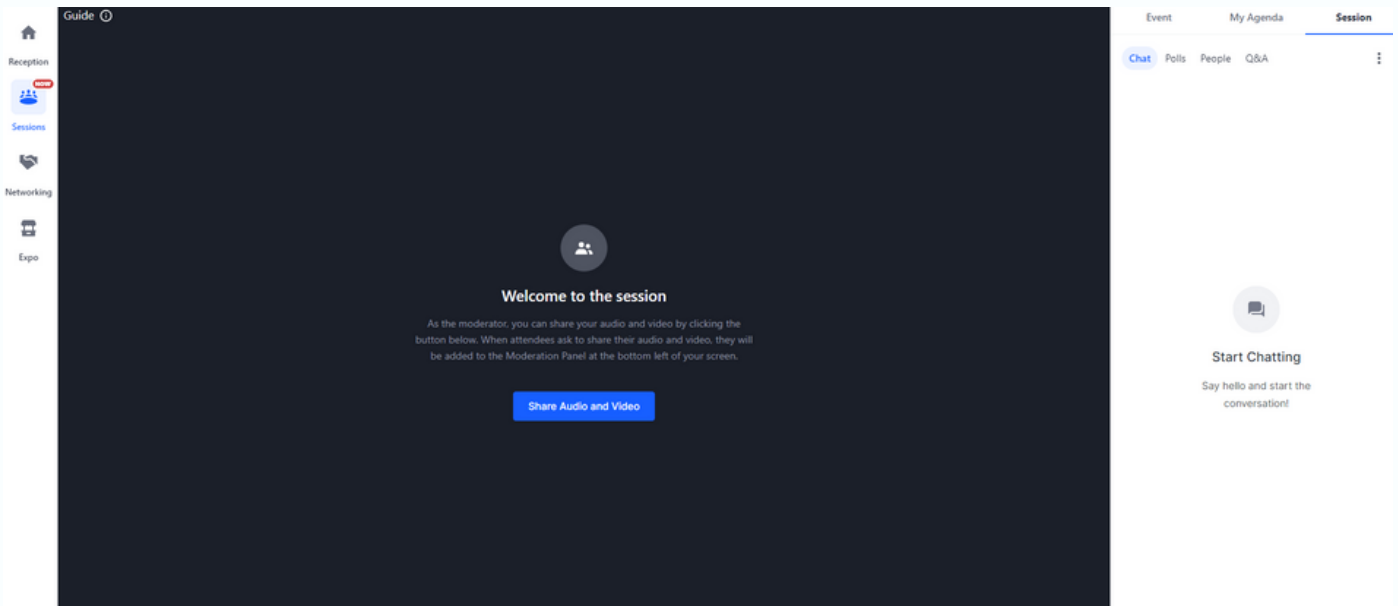 Guide
Reception
NOW
Sessions
Networking
Expo
Welcome to the session
As the moderator, you can share your audio and video by clicking the
button below. When attendees ask to share their audio and video, they will
be added to the Moderation Panel at the bottom left of your screen.
Share Audio and Video
Event My Agenda Session
Chat Polls People Q&A
Start Chatting
Say hello and start the
conversation!